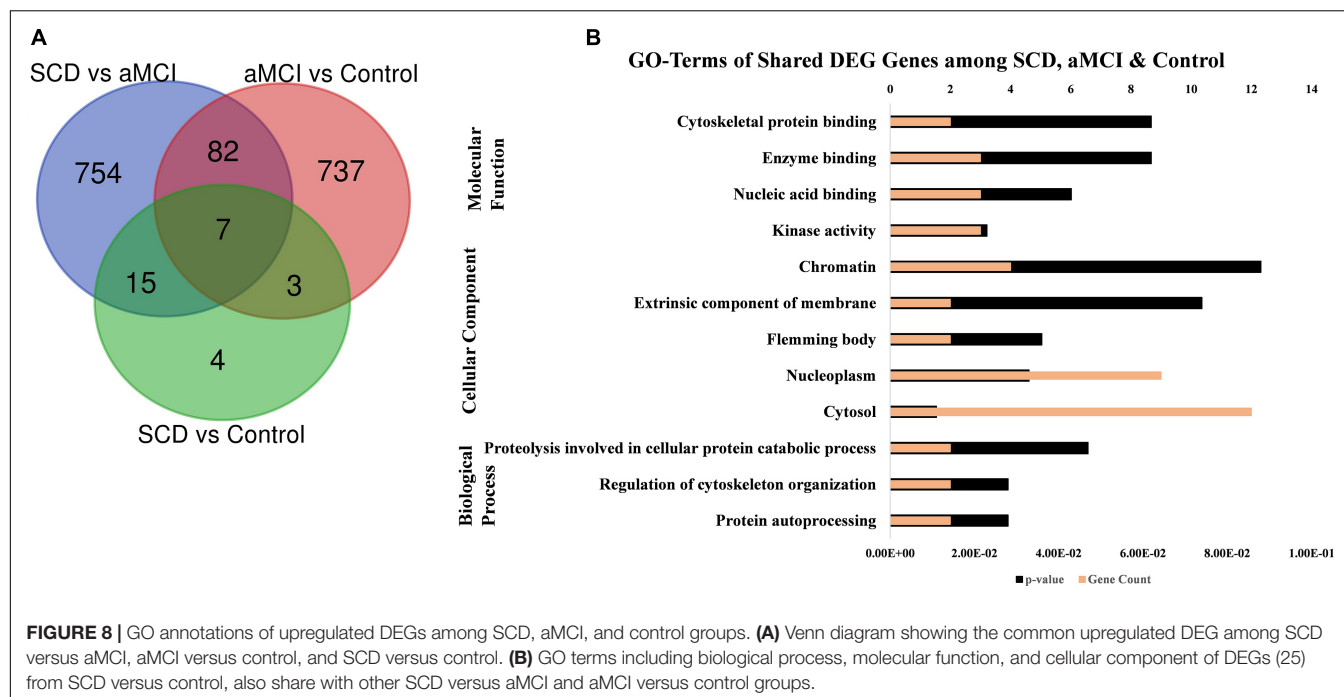 A
SCD vs aMCI
aMCI vs Control
754
82
737
7
15
3
4
SCD vs Control
B
GO-Terms of Shared DEG Genes among SCD, aMCI & Control
0 2 4 6 8 10 12 14
Molecular Function
Cytoskeletal protein binding
Enzyme binding
Nucleic acid binding
Kinase activity
Cellular Component
Chromatin
Extrinsic component of membrane
Flemming body
Nucleoplasm
Cytosol
Biological Process
Proteolysis involved in cellular protein catabolic process
Regulation of cytoskeleton organization
Protein autoprocessing
0.00E+00 2.00E-02 4.00E-02 6.00E-02 8.00E-02 1.00E-01
p-value Gene Count
FIGURE 8 | GO annotations of upregulated DEGs among SCD, aMCI, and control groups. (A) Venn diagram showing the common upregulated DEG among SCD
versus aMCI, aMCI versus control, and SCD versus control. (B) GO terms including biological process, molecular function, and cellular component of DEGs (25)
from SCD versus control, also share with other SCD versus aMCI and aMCI versus control groups.